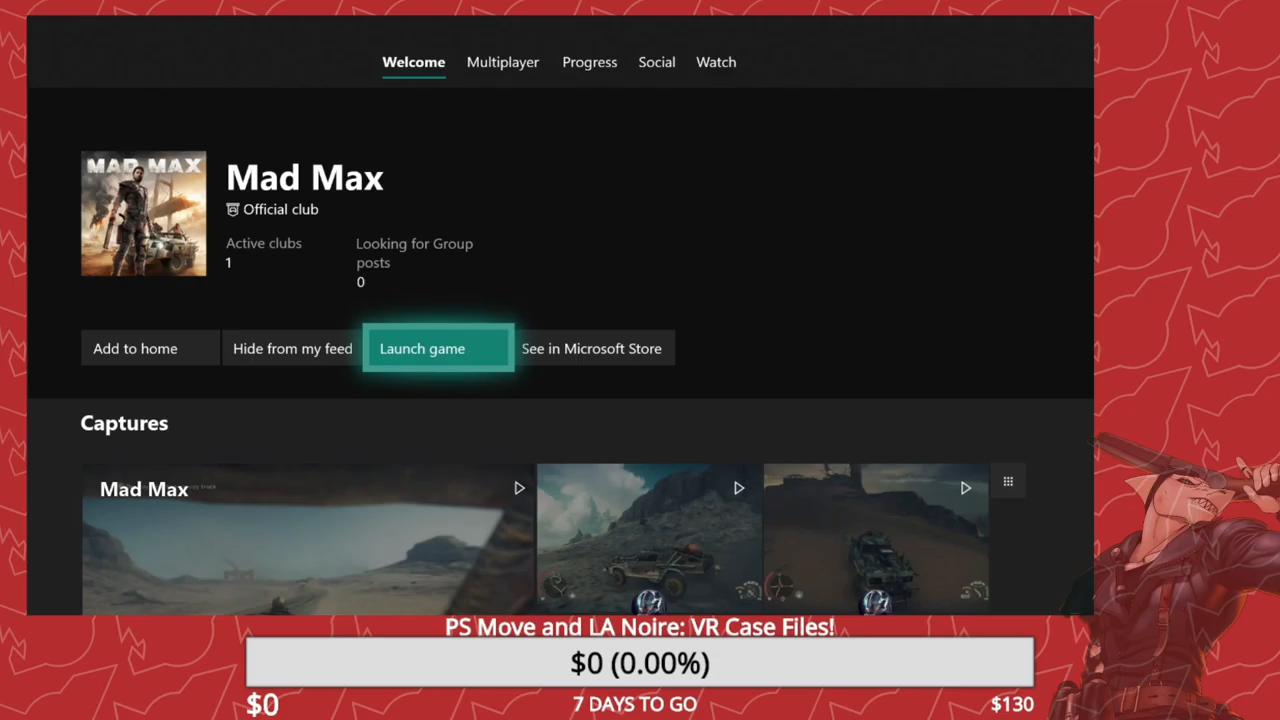 Welcome Multiplayer Progress Social Watch
MAD MAX
Mad Max
Official club
Active clubs
1
Looking for Group
posts
0
Add to home
Hide from my feed
Launch game
See in Microsoft Store
Captures
Mad Max
PS Move and LA Noire: VR Case Files!
$0 (0.00%)
$0 7 DAYS TO GO $130